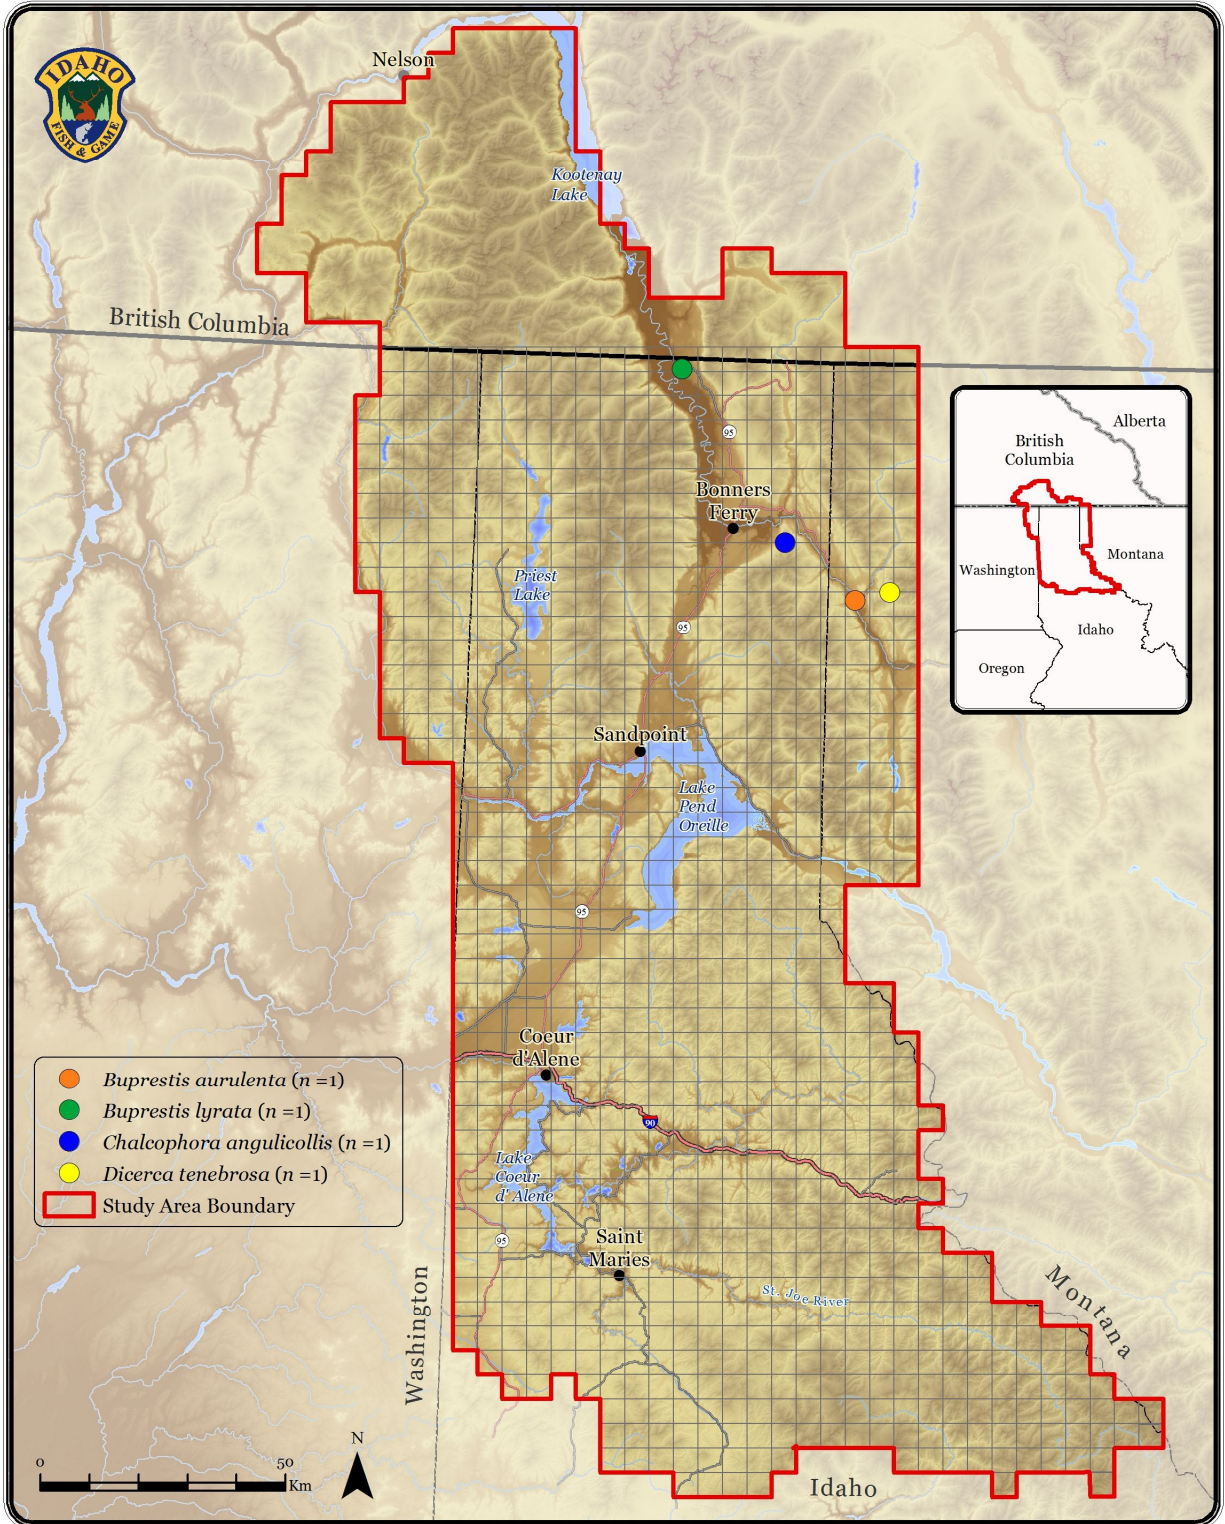 IDAHO
FISH & GAME
Nelson
Kootenay
Lake
British Columbia
95
Bonners
Ferry
Priest
Lake
95
Sandpoint
Lake
Pend
Oreille
95
Coeur
d'Alene
90
Lake
Coeur
d' Alene
95
Saint
Maries
St. Joe River
Washington
Montana
Idaho
Alberta
British
Columbia
Washington
Montana
Idaho
Oregon
Buprestis aurulenta (n =1)
Buprestis lyrata (n =1)
Chalcophora angulicollis (n =1)
Dicerca tenebrosa (n =1)
Study Area Boundary
0 50
Km
N